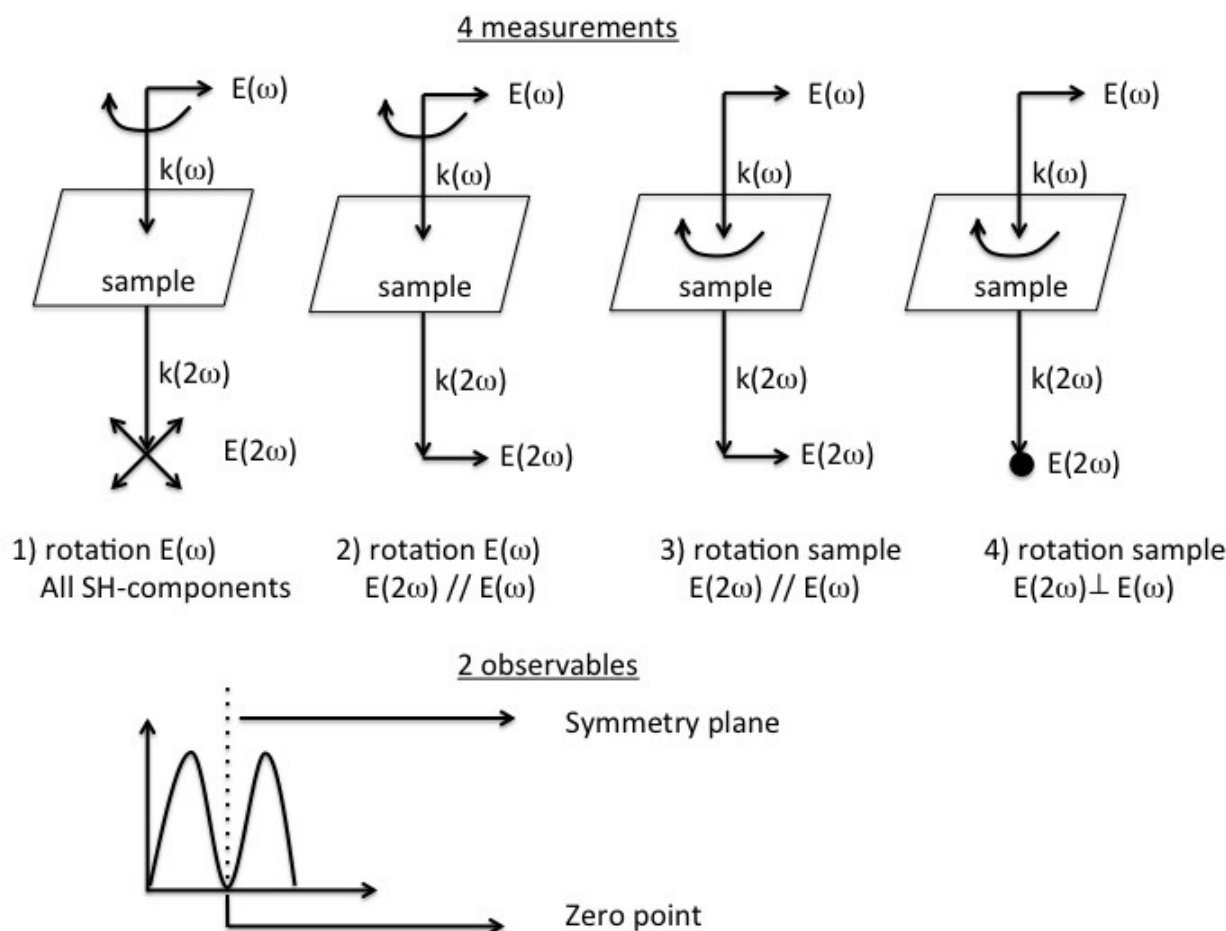 4 measurements
E(ω)
k(ω)
sample
k(2ω)
E(2ω)
1) rotation E(ω)
All SH-components
E(ω)
k(ω)
sample
k(2ω)
E(2ω)
2) rotation E(ω)
E(2ω) // E(ω)
E(ω)
k(ω)
sample
k(2ω)
E(2ω)
3) rotation sample
E(2ω) // E(ω)
E(ω)
k(ω)
sample
k(2ω)
E(2ω)
4) rotation sample
E(2ω)⊥ E(ω)
2 observables
Symmetry plane
Zero point